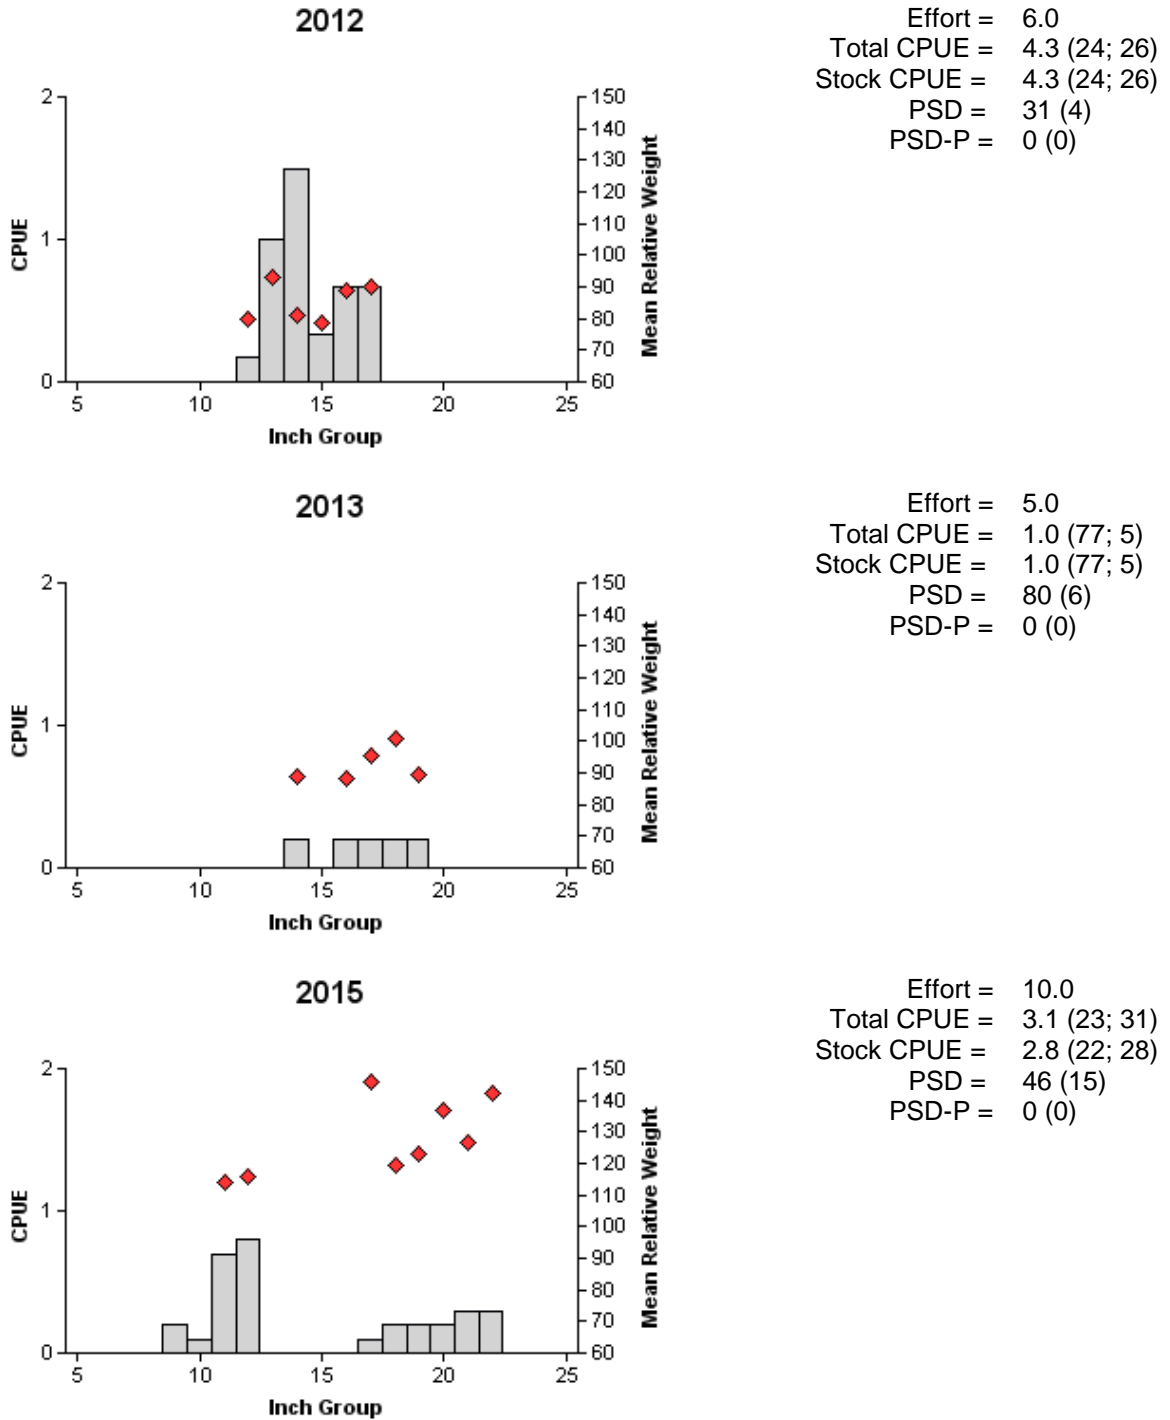 2012
Effort = 6.0
Total CPUE = 4.3 (24; 26)
Stock CPUE = 4.3 (24; 26)
PSD = 31 (4)
PSD-P = 0 (0)
2
1
0
CPUE
150
140
130
120
110
100
90
80
70
60
Mean Relative Weight
5 10 15 20 25
Inch Group
2013
Effort = 5.0
Total CPUE = 1.0 (77; 5)
Stock CPUE = 1.0 (77; 5)
PSD = 80 (6)
PSD-P = 0 (0)
2
1
0
CPUE
150
140
130
120
110
100
90
80
70
60
Mean Relative Weight
5 10 15 20 25
Inch Group
2015
Effort = 10.0
Total CPUE = 3.1 (23; 31)
Stock CPUE = 2.8 (22; 28)
PSD = 46 (15)
PSD-P = 0 (0)
2
1
0
CPUE
150
140
130
120
110
100
90
80
70
60
Mean Relative Weight
5 10 15 20 25
Inch Group